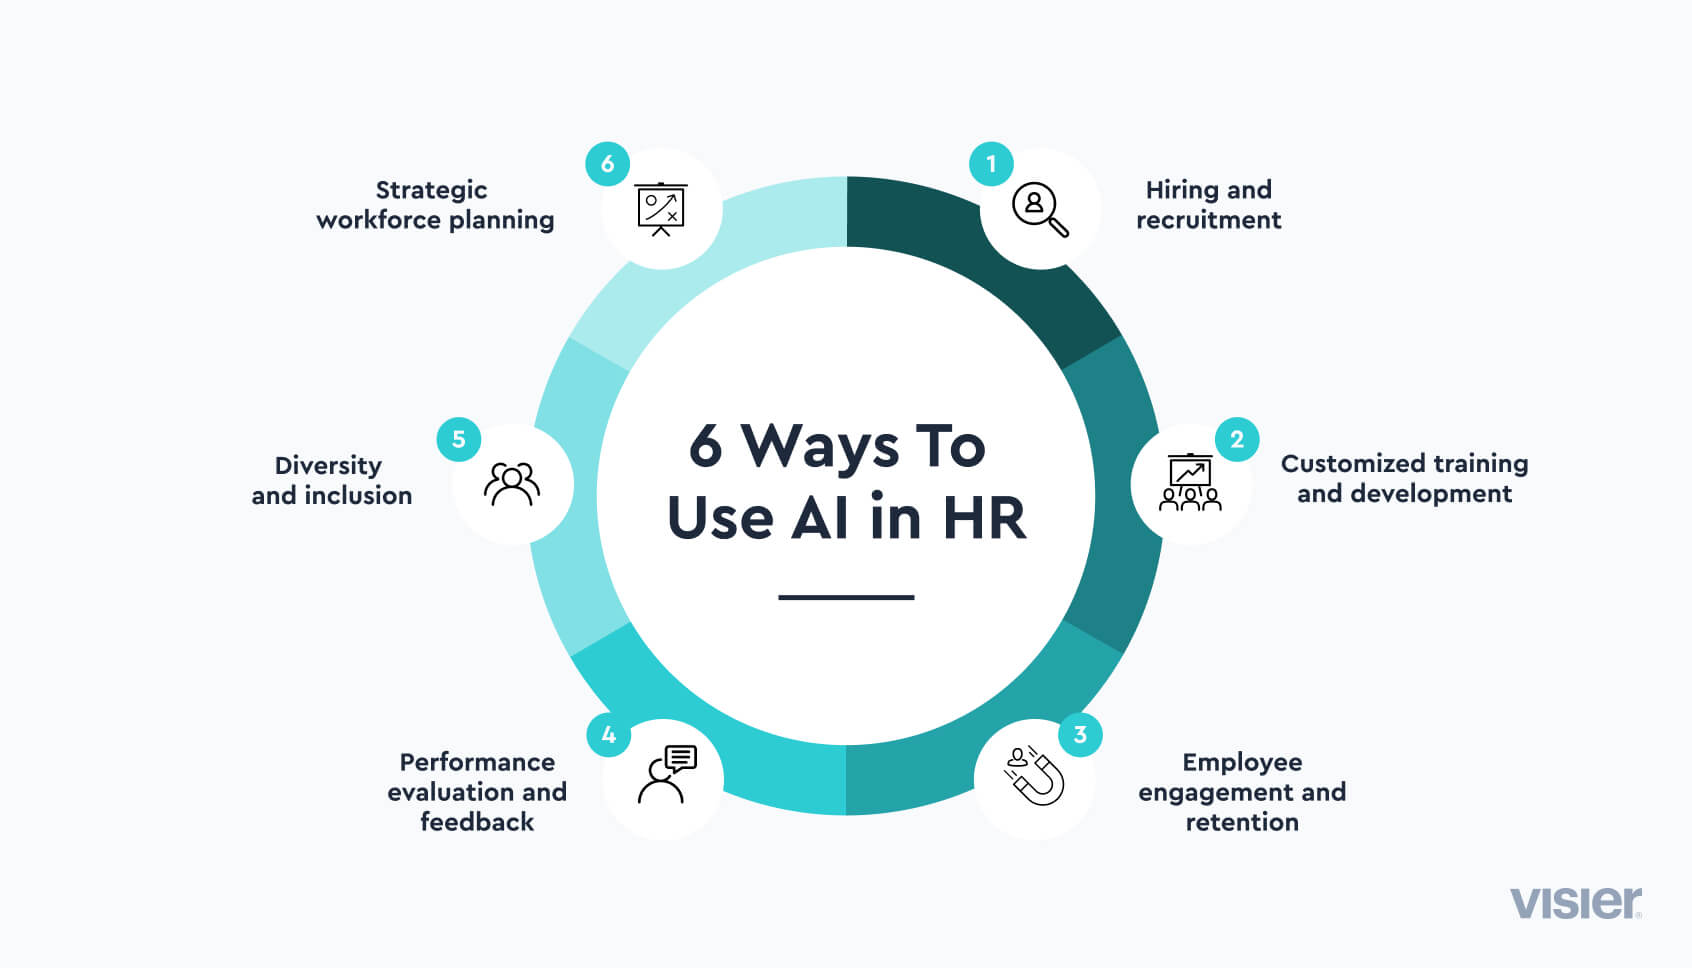 6 Ways To
Use AI in HR
1
Hiring and
recruitment
2
Customized training
and development
3
Employee
engagement and
retention
4
Performance
evaluation and
feedback
5
Diversity
and inclusion
6
Strategic
workforce planning
VISIER®